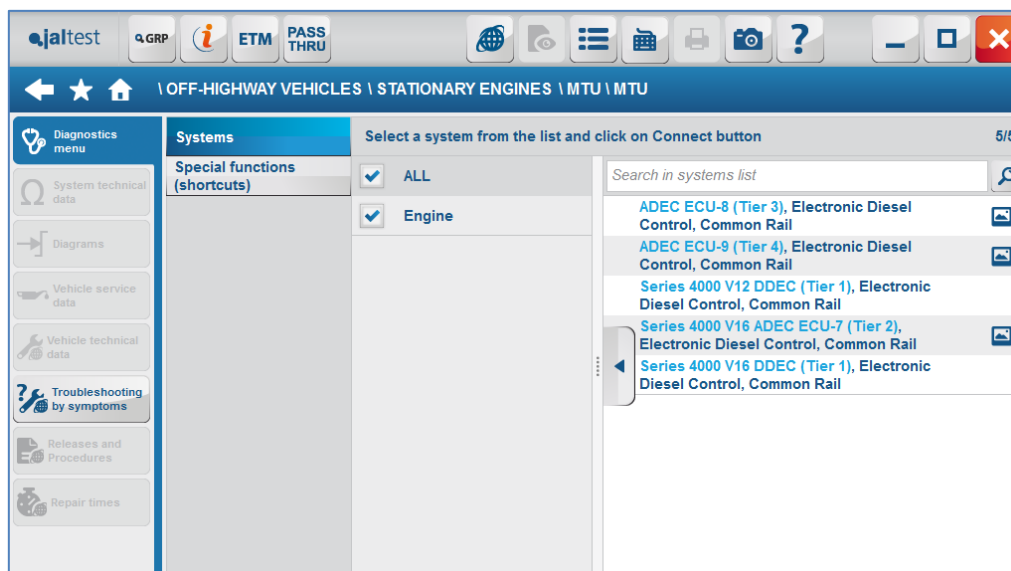 jaltest
GRP
i
ETM
PASS
THRU
?
\ OFF-HIGHWAY VEHICLES \ STATIONARY ENGINES \ MTU \ MTU
Diagnostics
menu
System technical
data
Diagrams
Vehicle service
data
Vehicle technical
data
Troubleshooting
by symptoms
Releases and
Procedures
Repair times
Systems
Special functions
(shortcuts)
Select a system from the list and click on Connect button
5/5
ALL
Engine
Search in systems list
ADEC ECU-8 (Tier 3), Electronic Diesel
Control, Common Rail
ADEC ECU-9 (Tier 4), Electronic Diesel
Control, Common Rail
Series 4000 V12 DDEC (Tier 1), Electronic
Diesel Control, Common Rail
Series 4000 V16 ADEC ECU-7 (Tier 2),
Electronic Diesel Control, Common Rail
Series 4000 V16 DDEC (Tier 1), Electronic
Diesel Control, Common Rail